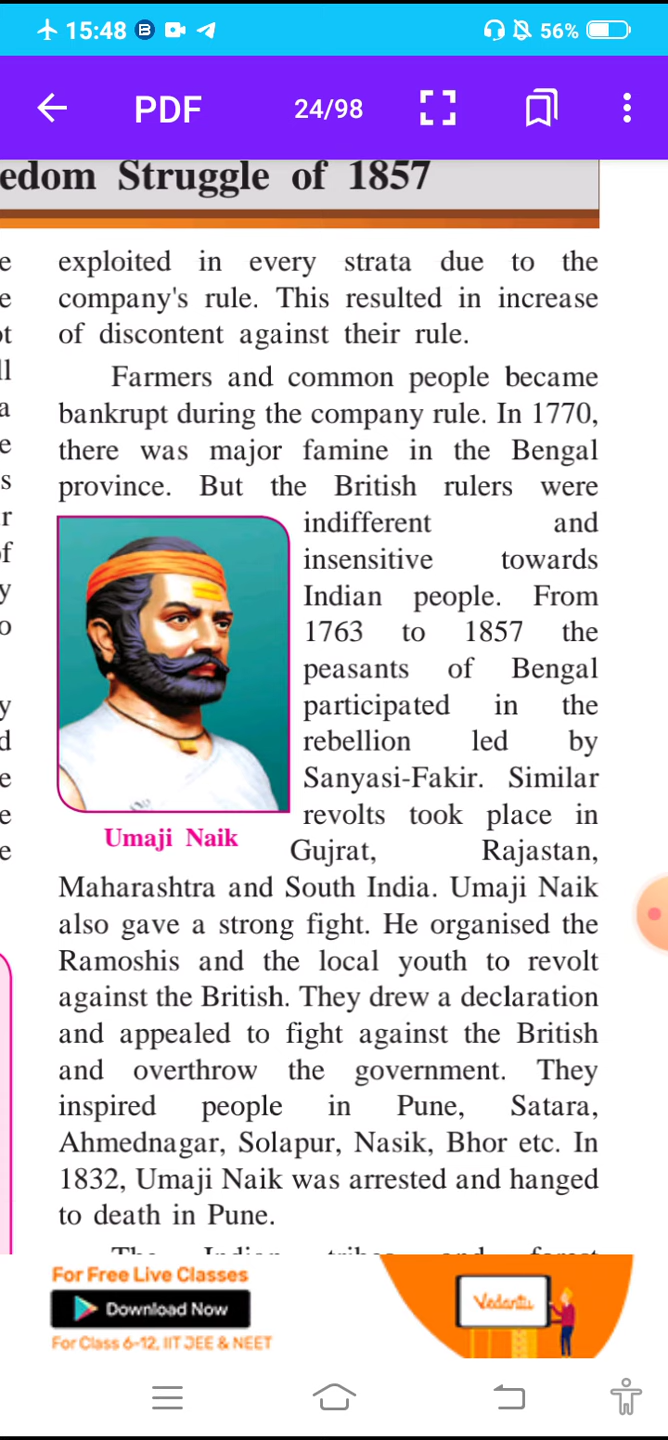 15:48
56%
PDF
24/98
edom Struggle of 1857
exploited in every strata due to the
company's rule. This resulted in increase
of discontent against their rule.
Farmers and common people became
bankrupt during the company rule. In 1770,
there was major famine in the Bengal
province. But the British rulers were
indifferent and
insensitive towards
Indian people. From
1763 to 1857 the
peasants of Bengal
participated in the
rebellion led by
Sanyasi-Fakir. Similar
revolts took place in
Umaji Naik
Gujrat, Rajastan,
Maharashtra and South India. Umaji Naik
also gave a strong fight. He organised the
Ramoshis and the local youth to revolt
against the British. They drew a declaration
and appealed to fight against the British
and overthrow the government. They
inspired people in Pune, Satara,
Ahmednagar, Solapur, Nasik, Bhor etc. In
1832, Umaji Naik was arrested and hanged
to death in Pune.
For Free Live Classes
Download Now
For Class 6-12, IIT JEE & NEET
Vedantu